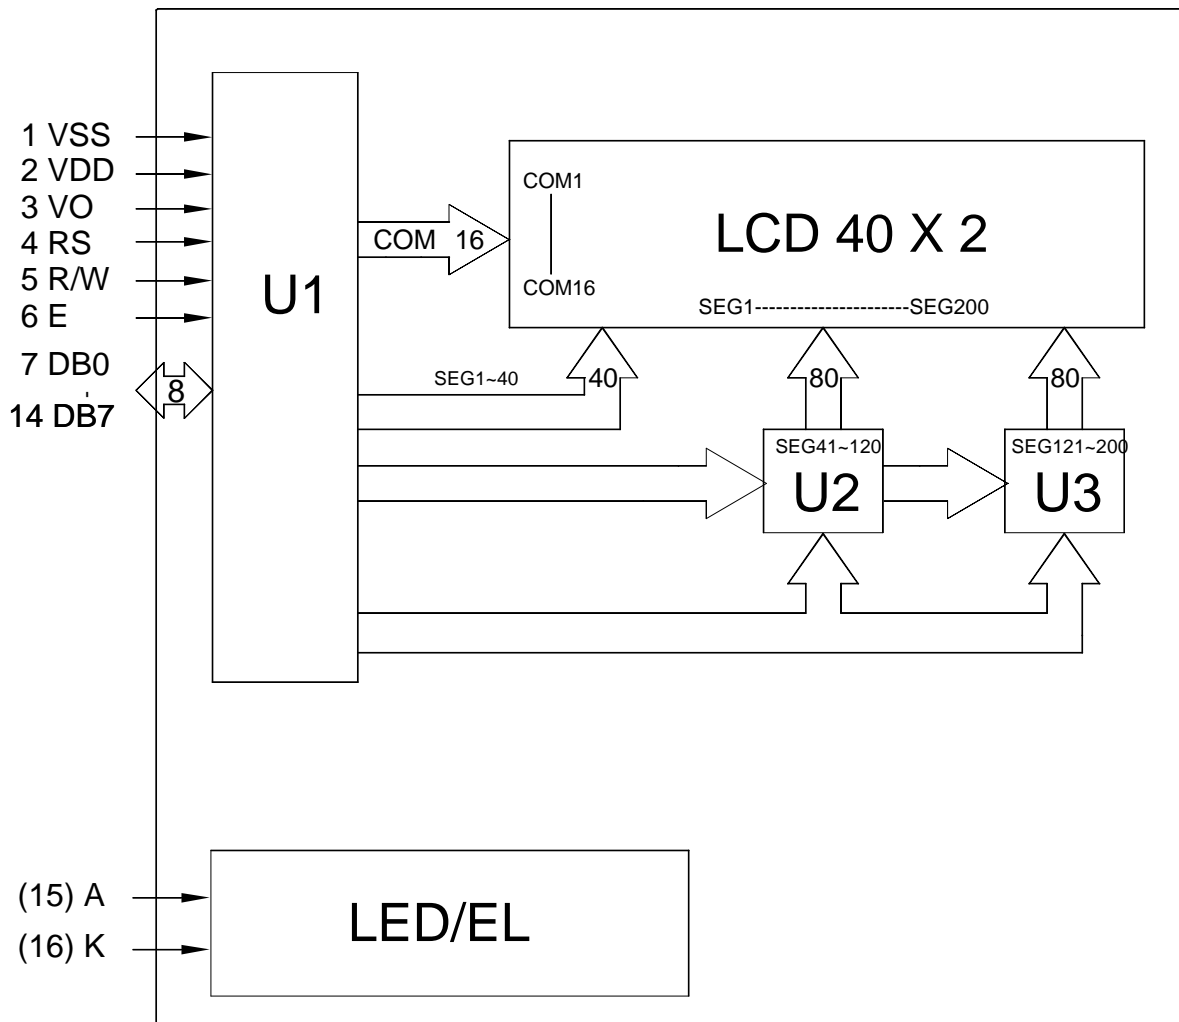 1 VSS
2 VDD
3 VO
4 RS
5 R/W
6 E
7 DB0
14 DB7
8
U1
COM 16
COM1
COM16
LCD 40 X 2
SEG1----------------------SEG200
SEG1~40
40
80
80
SEG41~120
U2
SEG121~200
U3
(15) A
(16) K
LED/EL